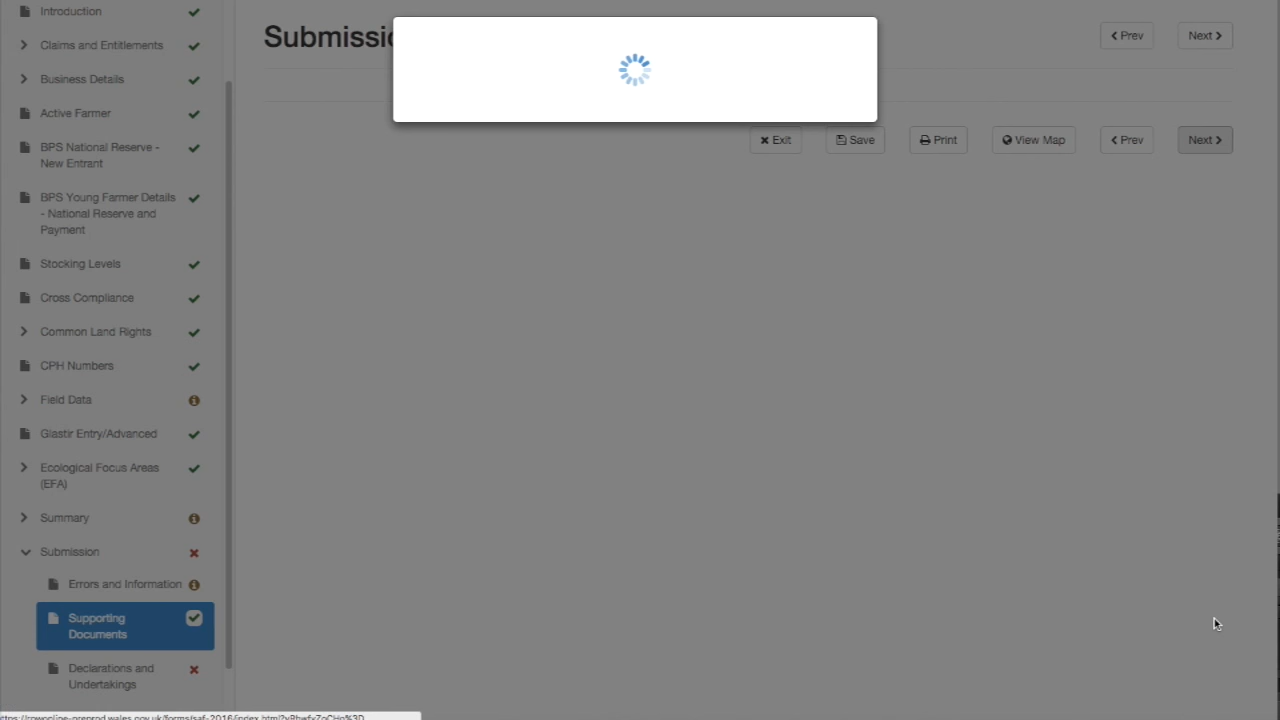 Introduction
Claims and Entitlements
Business Details
Active Farmer
BPS National Reserve -
New Entrant
BPS Young Farmer Details
- National Reserve and
Payment
Stocking Levels
Cross Compliance
Common Land Rights
CPH Numbers
Field Data
Glastir Entry/Advanced
Ecological Focus Areas
(EFA)
Summary
Submission
Errors and Information
Supporting
Documents
Declarations and
Undertakings
Submissio
Prev
Next
Exit
Save
Print
View Map
Prev
Next